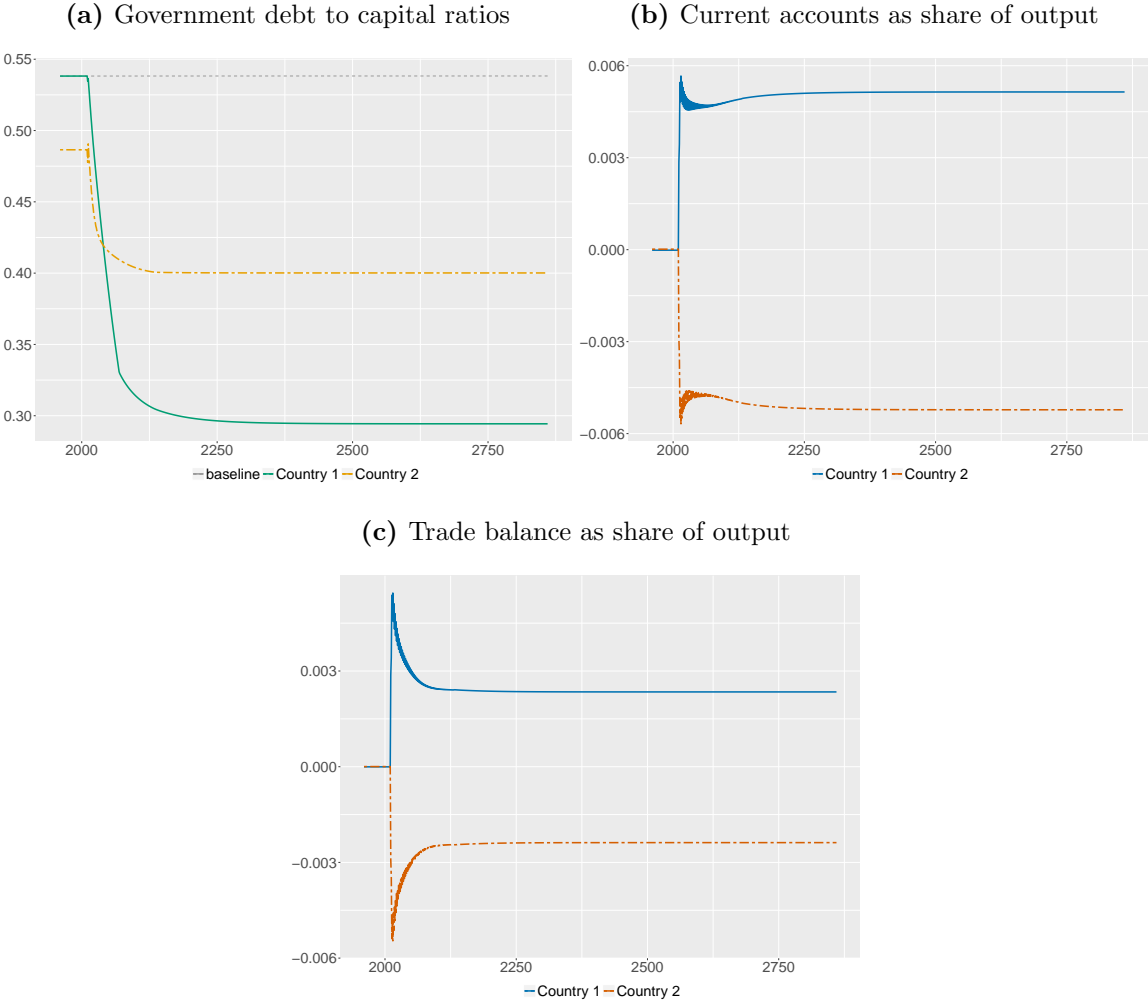 (a) Government debt to capital ratios
0.55
0.50
0.45
0.40
0.35
0.30
2000 2250 2500 2750
baseline Country 1 Country 2
(b) Current accounts as share of output
0.006
0.003
0.000
−0.003
−0.006
2000 2250 2500 2750
Country 1 Country 2
(c) Trade balance as share of output
0.003
0.000
−0.003
−0.006
2000 2250 2500 2750
Country 1 Country 2